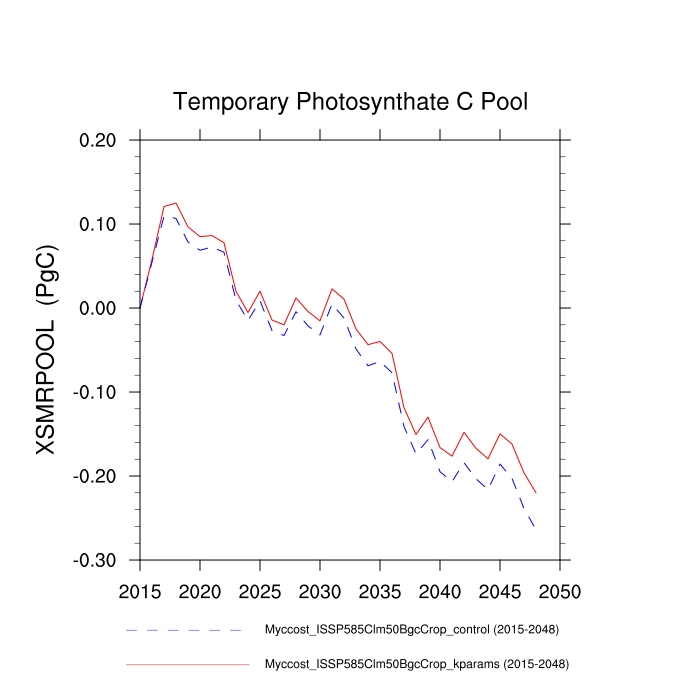 Temporary Photosynthate C Pool
XSMRPOOL (PgC)
0.20
0.10
0.00
-0.10
-0.20
-0.30
2015 2020 2025 2030 2035 2040 2045 2050
Myccost_ISSP585Clm50BgcCrop_control (2015-2048)
Myccost_ISSP585Clm50BgcCrop_kparams (2015-2048)